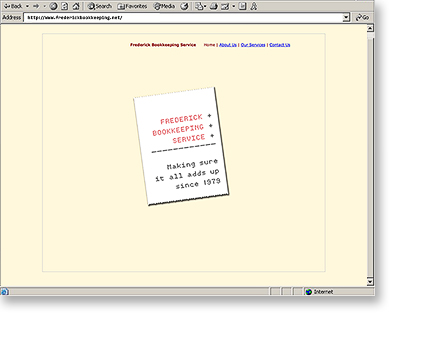 Back Search Favorites Media
Address http://www.frederickbookkeeping.net/ Go
Frederick Bookkeeping Service Home | About Us | Our Services | Contact Us
FREDERICK +
BOOKKEEPING +
SERVICE +
Making sure
it all adds up
since 1979
Internet